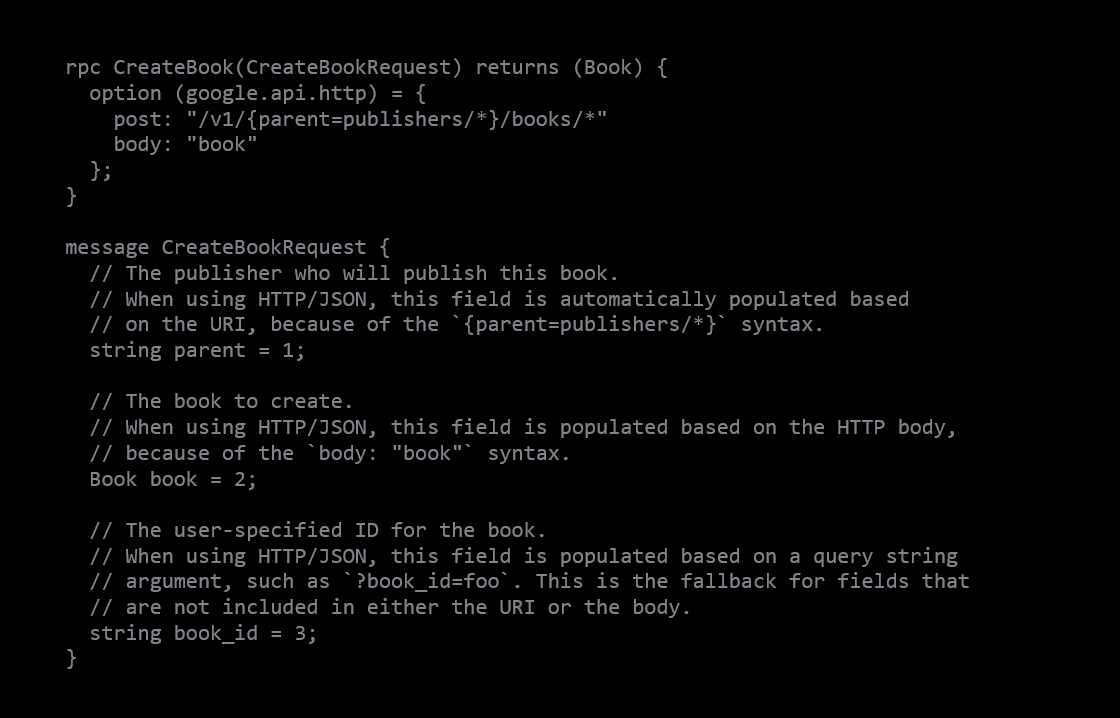 rpc CreateBook(CreateBookRequest) returns (Book) {
  option (google.api.http) = {
    post: "/v1/{parent=publishers/*}/books/*"
    body: "book"
  };
}

message CreateBookRequest {
  // The publisher who will publish this book.
  // When using HTTP/JSON, this field is automatically populated based
  // on the URI, because of the `{parent=publishers/*}` syntax.
  string parent = 1;

  // The book to create.
  // When using HTTP/JSON, this field is populated based on the HTTP body,
  // because of the `body: "book"` syntax.
  Book book = 2;

  // The user-specified ID for the book.
  // When using HTTP/JSON, this field is populated based on a query string
  // argument, such as `?book_id=foo`. This is the fallback for fields that
  // are not included in either the URI or the body.
  string book_id = 3;
}